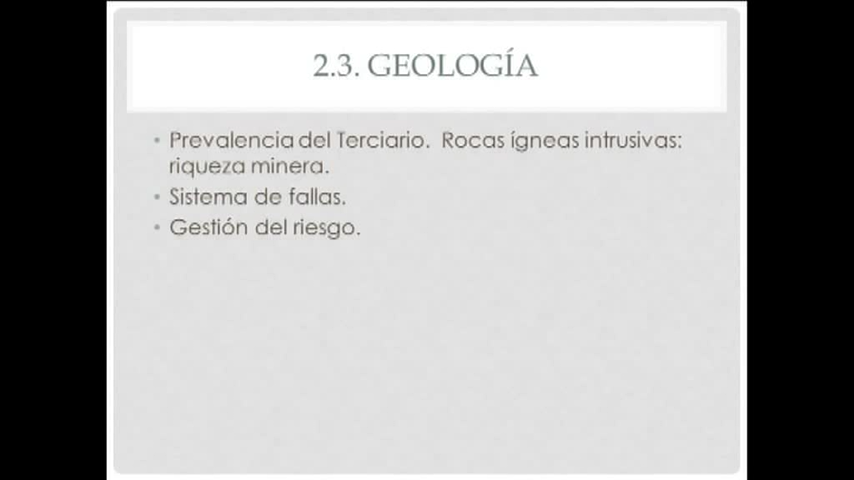 2.3. GEOLOGÍA
• Prevalencia del Terciario. Rocas ígneas intrusivas:
riqueza minera.
• Sistema de fallas.
• Gestión del riesgo.